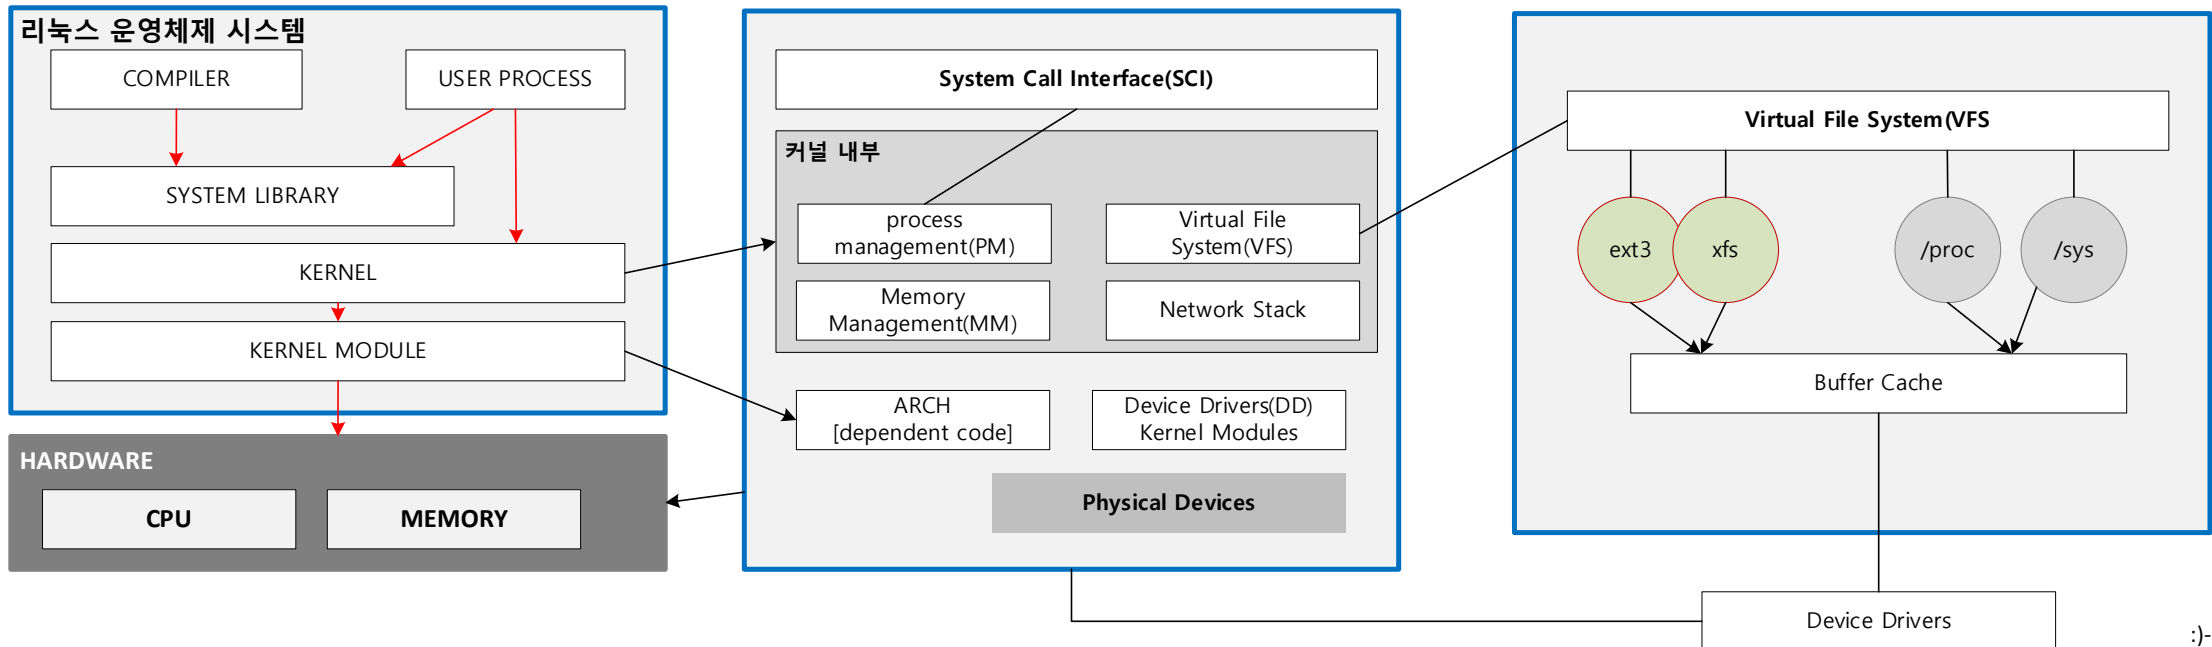 리눅스 운영체제 시스템
COMPILER
USER PROCESS
SYSTEM LIBRARY
KERNEL
KERNEL MODULE
HARDWARE
CPU
MEMORY
System Call Interface(SCI)
커널 내부
process
management(PM)
Virtual File
System(VFS)
Memory
Management(MM)
Network Stack
ARCH
[dependent code]
Device Drivers(DD)
Kernel Modules
Physical Devices
Virtual File System(VFS
ext3
xfs
/proc
/sys
Buffer Cache
Device Drivers
:)-